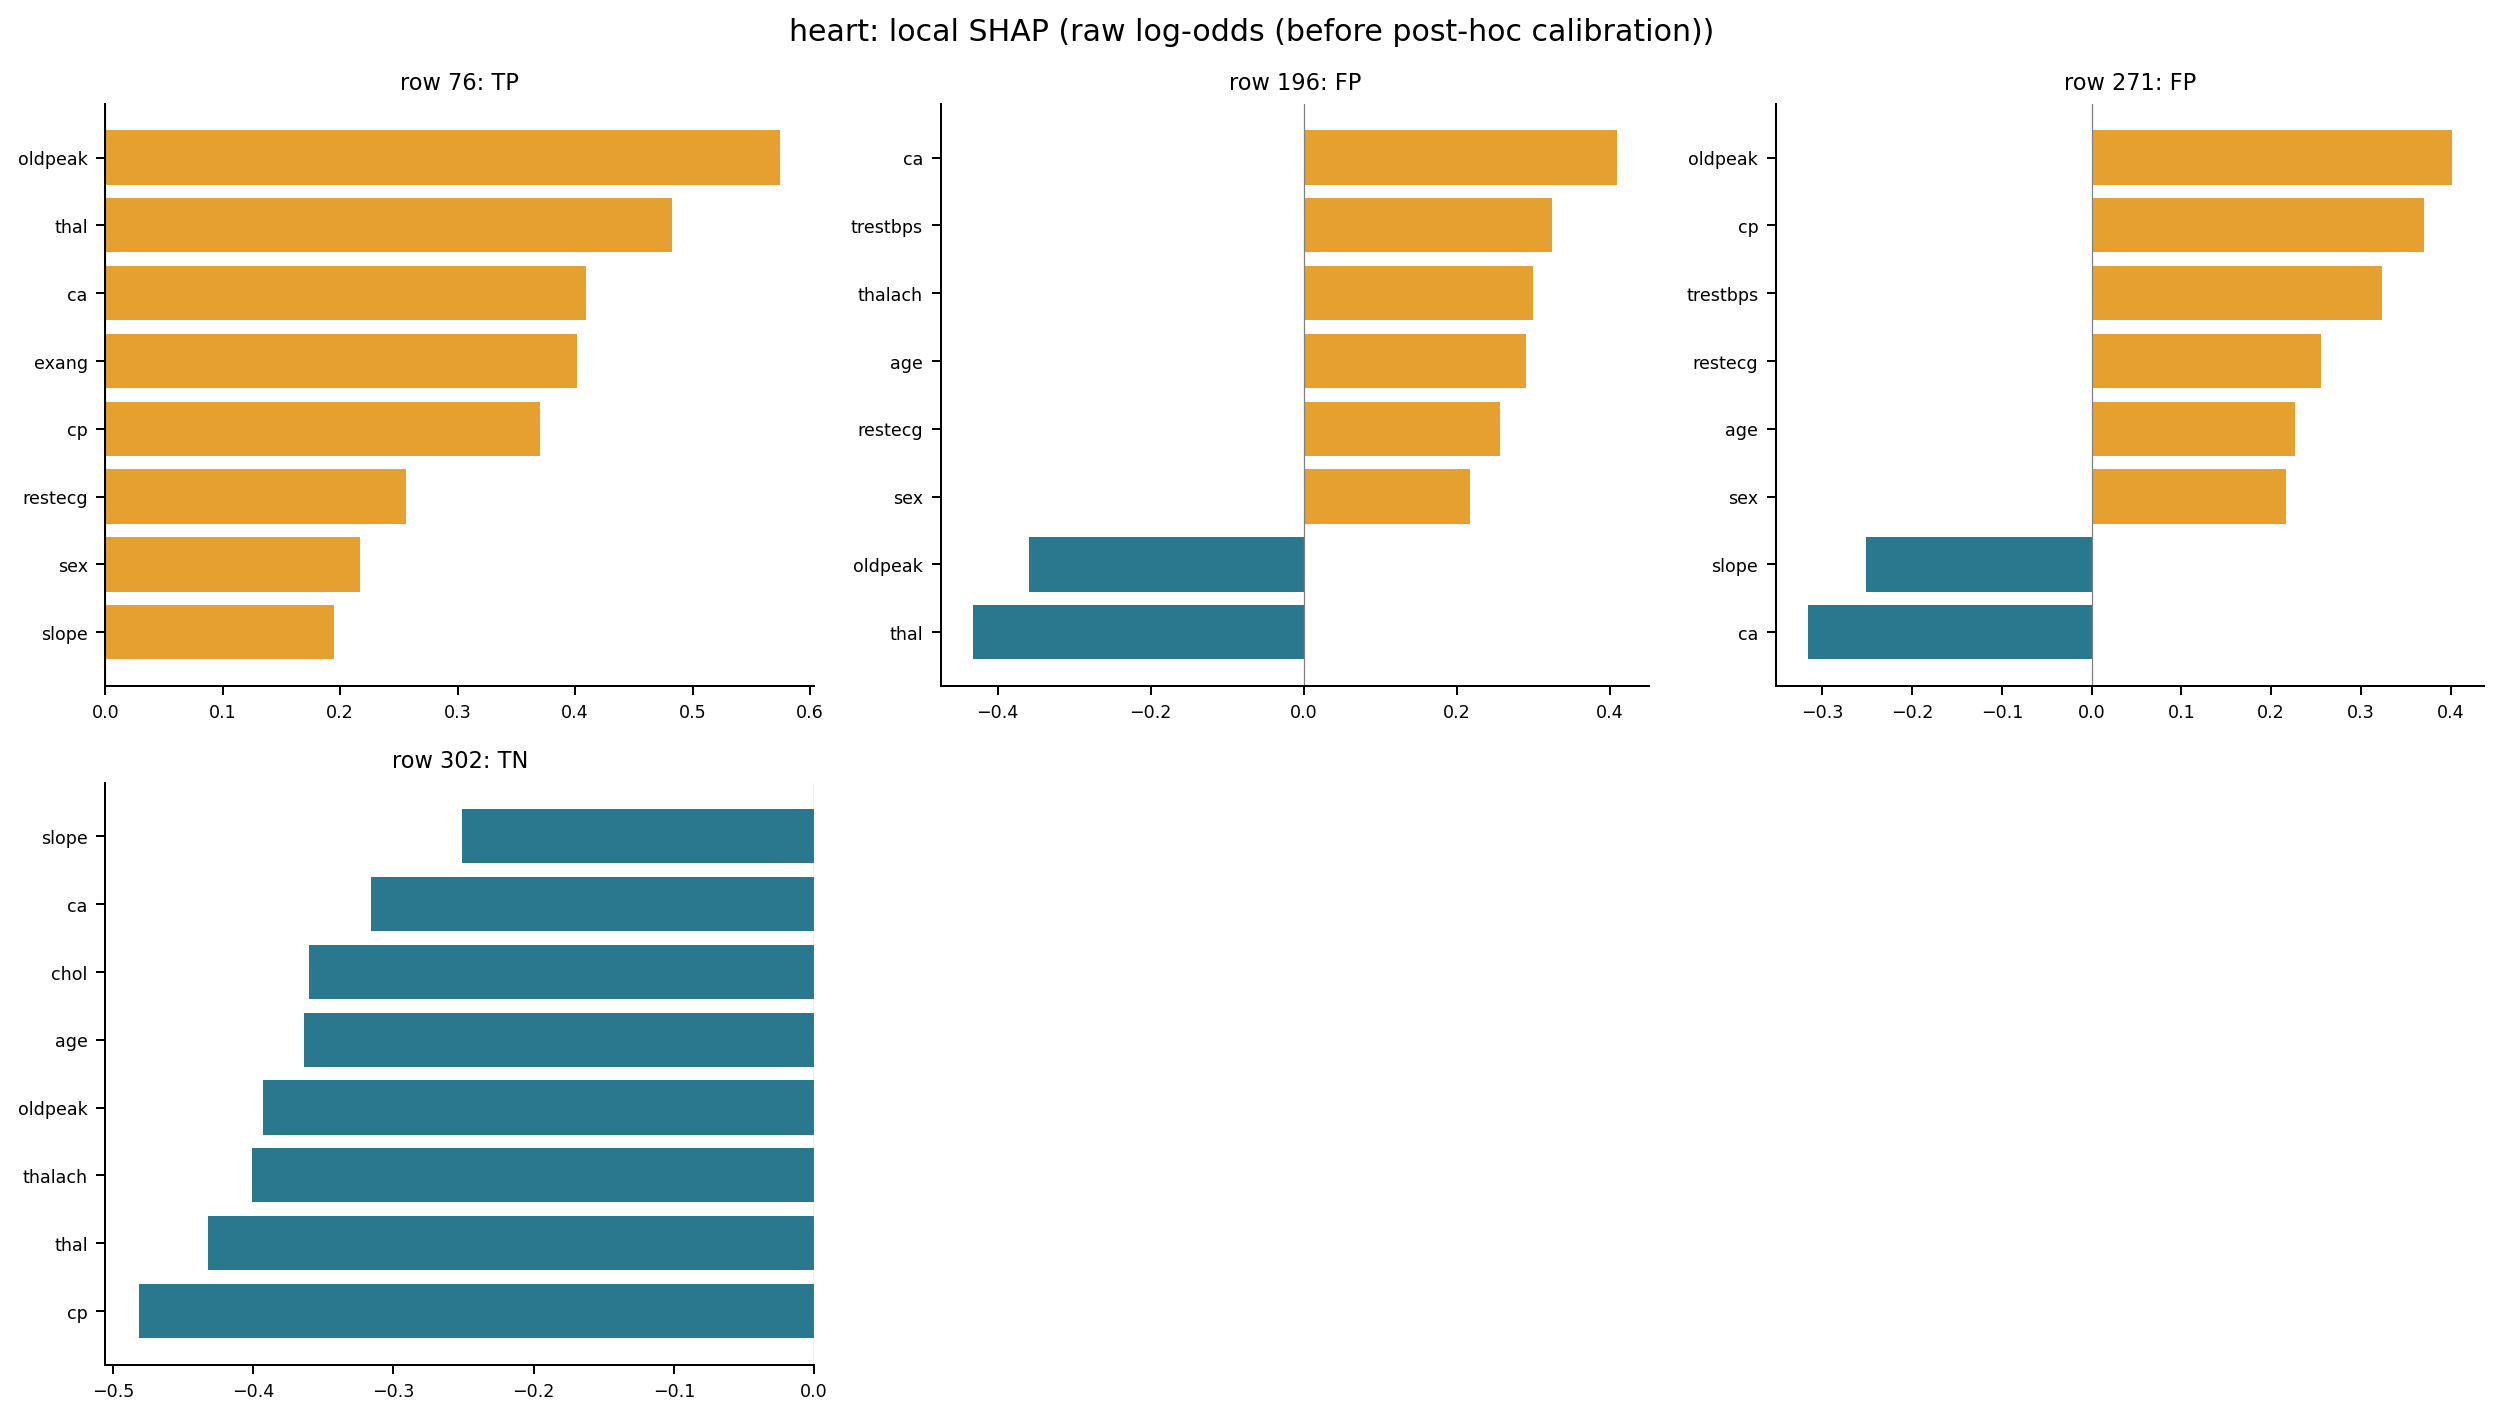 heart: local SHAP (raw log-odds (before post-hoc calibration))
row 76: TP
oldpeak
thal
ca
exang
cp
restecg
sex
slope
0.0 0.1 0.2 0.3 0.4 0.5 0.6
row 196: FP
ca
trestbps
thalach
age
restecg
sex
oldpeak
thal
−0.4 −0.2 0.0 0.2 0.4
row 271: FP
oldpeak
cp
trestbps
restecg
age
sex
slope
ca
−0.3 −0.2 −0.1 0.0 0.1 0.2 0.3 0.4
row 302: TN
slope
ca
chol
age
oldpeak
thalach
thal
cp
−0.5 −0.4 −0.3 −0.2 −0.1 0.0